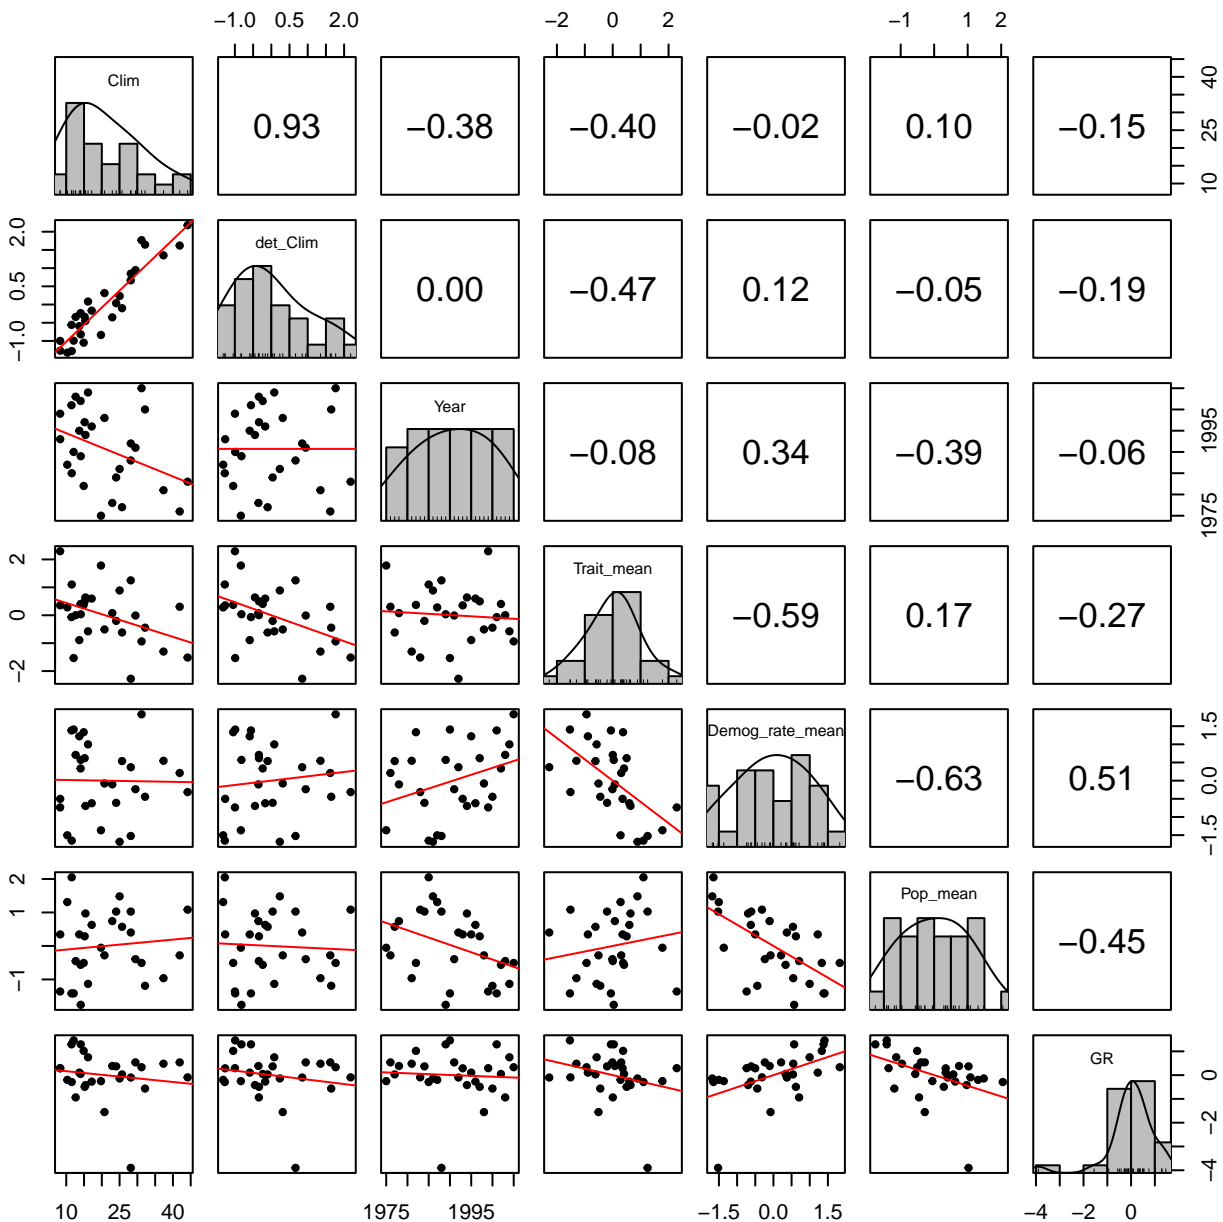 −1.0 0.5 2.0 −2 0 2 −1 1 2
Clim
0.93 −0.38 −0.40 −0.02 0.10 −0.15
10 25 40
−1.0 0.5 2.0
det_Clim
0.00 −0.47 0.12 −0.05 −0.19
Year
−0.08 0.34 −0.39 −0.06
1975 1995
−2 0 2
Trait_mean
−0.59 0.17 −0.27
Demog_rate_mean
−0.63 0.51
−1.5 0.0 1.5
−1 1 2
Pop_mean
−0.45
GR
−4 −2 0
10 25 40 1975 1995 −1.5 0.0 1.5 −4 −2 0